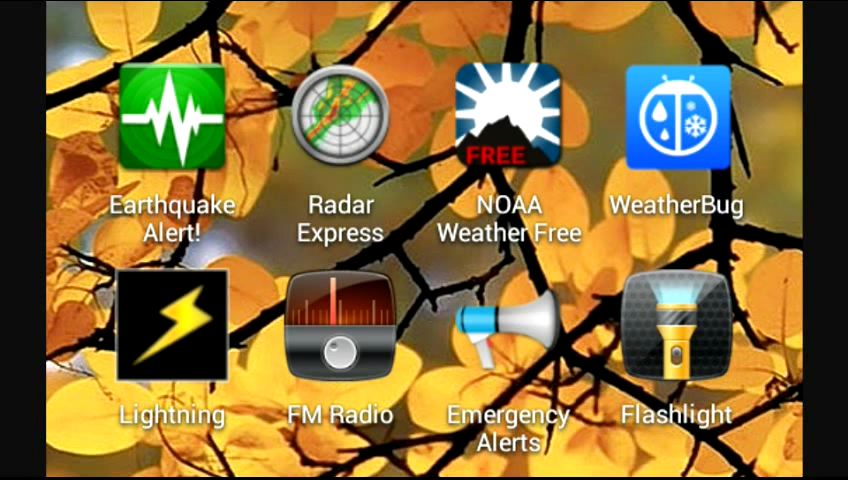 FREE
Earthquake
Alert!
Radar
Express
NOAA
Weather Free
WeatherBug
Lightning
FM Radio
Emergency
Alerts
Flashlight